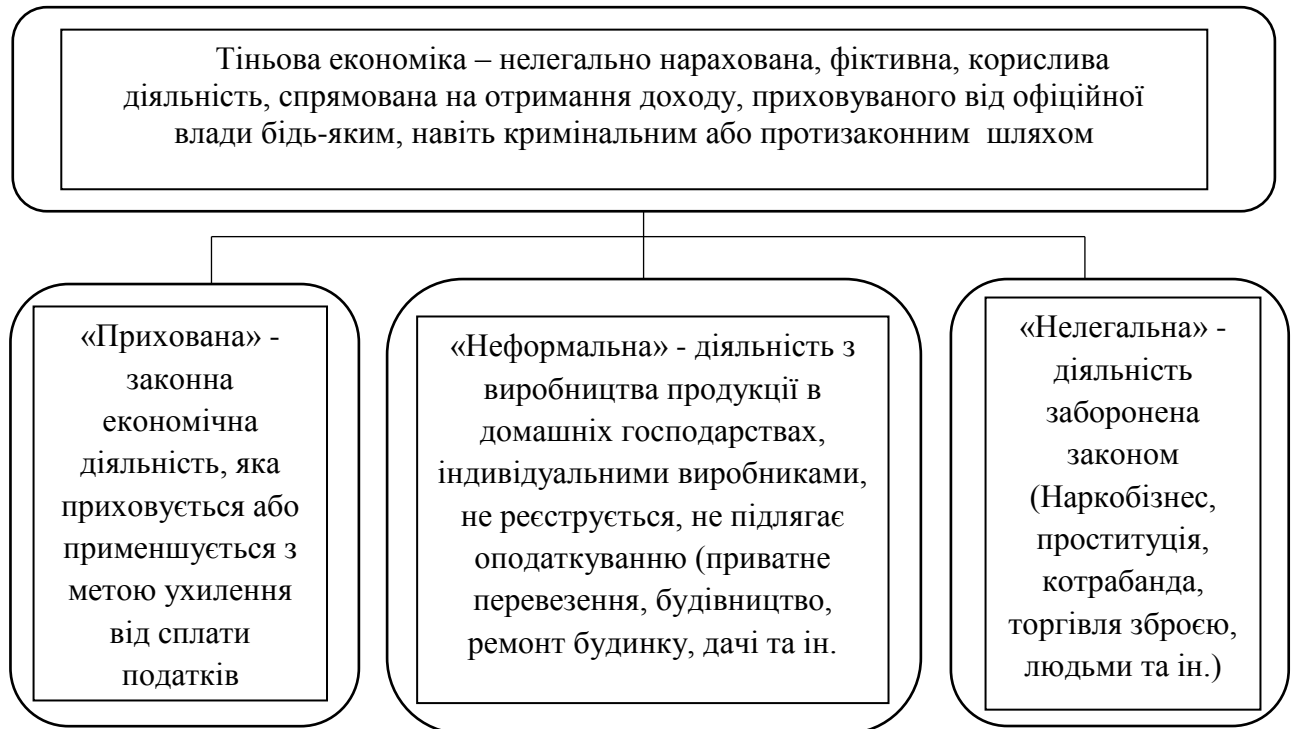 Тіньова економіка – нелегально нарахована, фіктивна, корислива
діяльність, спрямована на отримання доходу, приховуваного від офіційної
влади бідь-яким, навіть кримінальним або протизаконним шляхом
«Прихована» -
законна
економічна
діяльність, яка
приховується або
применшується з
метою ухилення
від сплати
податків
«Неформальна» - діяльність з
виробництва продукції в
домашніх господарствах,
індивідуальними виробниками,
не реєструється, не підлягає
оподаткуванню (приватне
перевезення, будівництво,
ремонт будинку, дачі та ін.
«Нелегальна» -
діяльність
заборонена
законом
(Наркобізнес,
проституція,
котрабанда,
торгівля зброєю,
людьми та ін.)